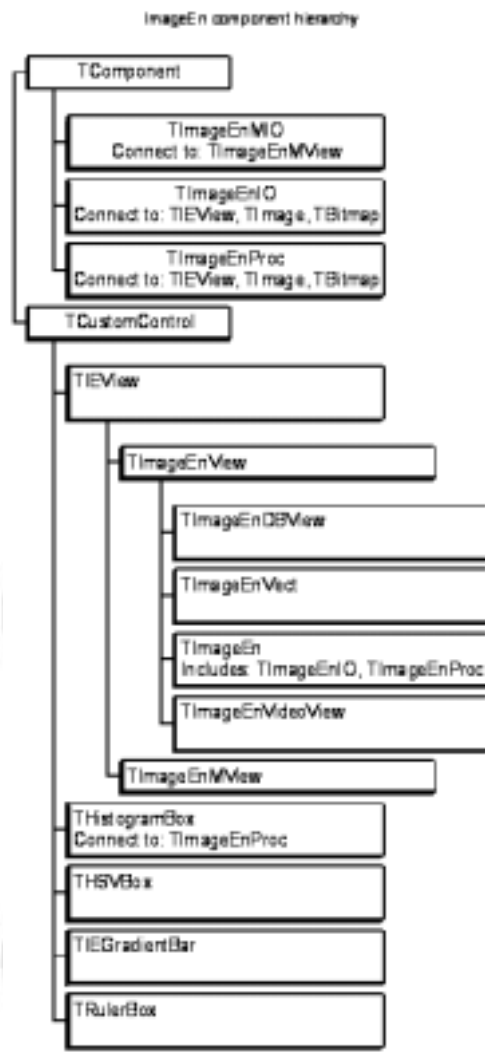 ImageEn component hierarchy
TComponent
TImageEnMIO
Connect to: TImageEnMView
TImageEnIO
Connect to: TIEView, TImage, TBitmap
TImageEnProc
Connect to: TIEView, TImage, TBitmap
TCustomControl
TIEView
TImageEnView
TImageEnDBView
TImageEnVect
TImageEn
Includes: TImageEnIO, TImageEnProc
TImageEnVideoView
TImageEnMView
THistogramBox
Connect to: TImageEnProc
THSVBox
TIEGradientBar
TRulerBox